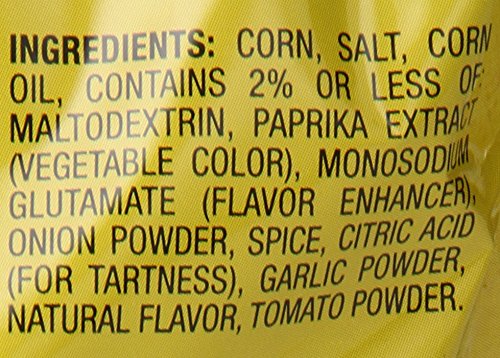 INGREDIENTS: CORN, SALT, CORN
OIL, CONTAINS 2% OR LESS OF:
MALTODEXTRIN, PAPRIKA EXTRACT
(VEGETABLE COLOR), MONOSODIUM
GLUTAMATE (FLAVOR ENHANCER),
ONION POWDER, SPICE, CITRIC ACID
(FOR TARTNESS), GARLIC POWDER,
NATURAL FLAVOR, TOMATO POWDER.